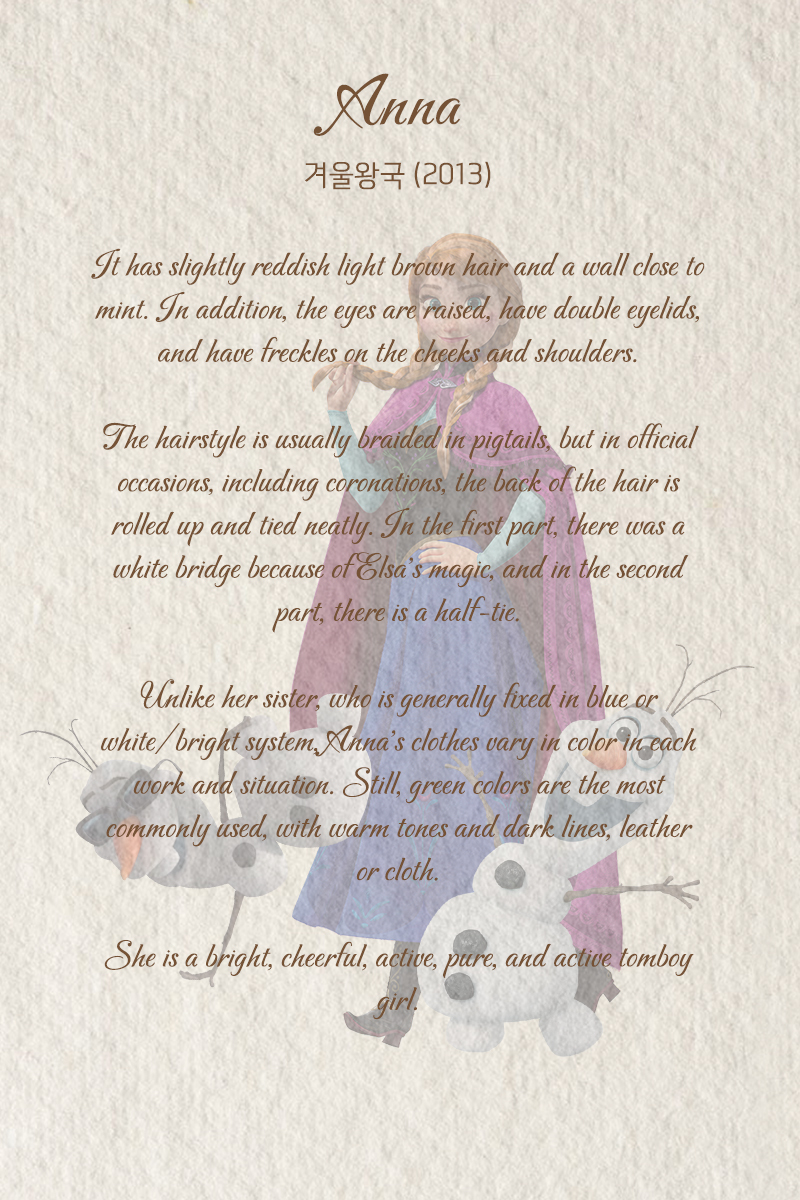 Anna
겨울왕국 (2013)
It has slightly reddish light brown hair and a wall close to
mint. In addition, the eyes are raised, have double eyelids,
and have freckles on the cheeks and shoulders.
The hairstyle is usually braided in pigtails, but in official
occasions, including coronations, the back of the hair is
rolled up and tied neatly. In the first part, there was a
white bridge because of Elsa's magic, and in the second
part, there is a half-tie.
Unlike her sister, who is generally fixed in blue or
white/bright system, Anna's clothes vary in color in each
work and situation. Still, green colors are the most
commonly used, with warm tones and dark lines, leather
or cloth.
She is a bright, cheerful, active, pure, and active tomboy
girl.